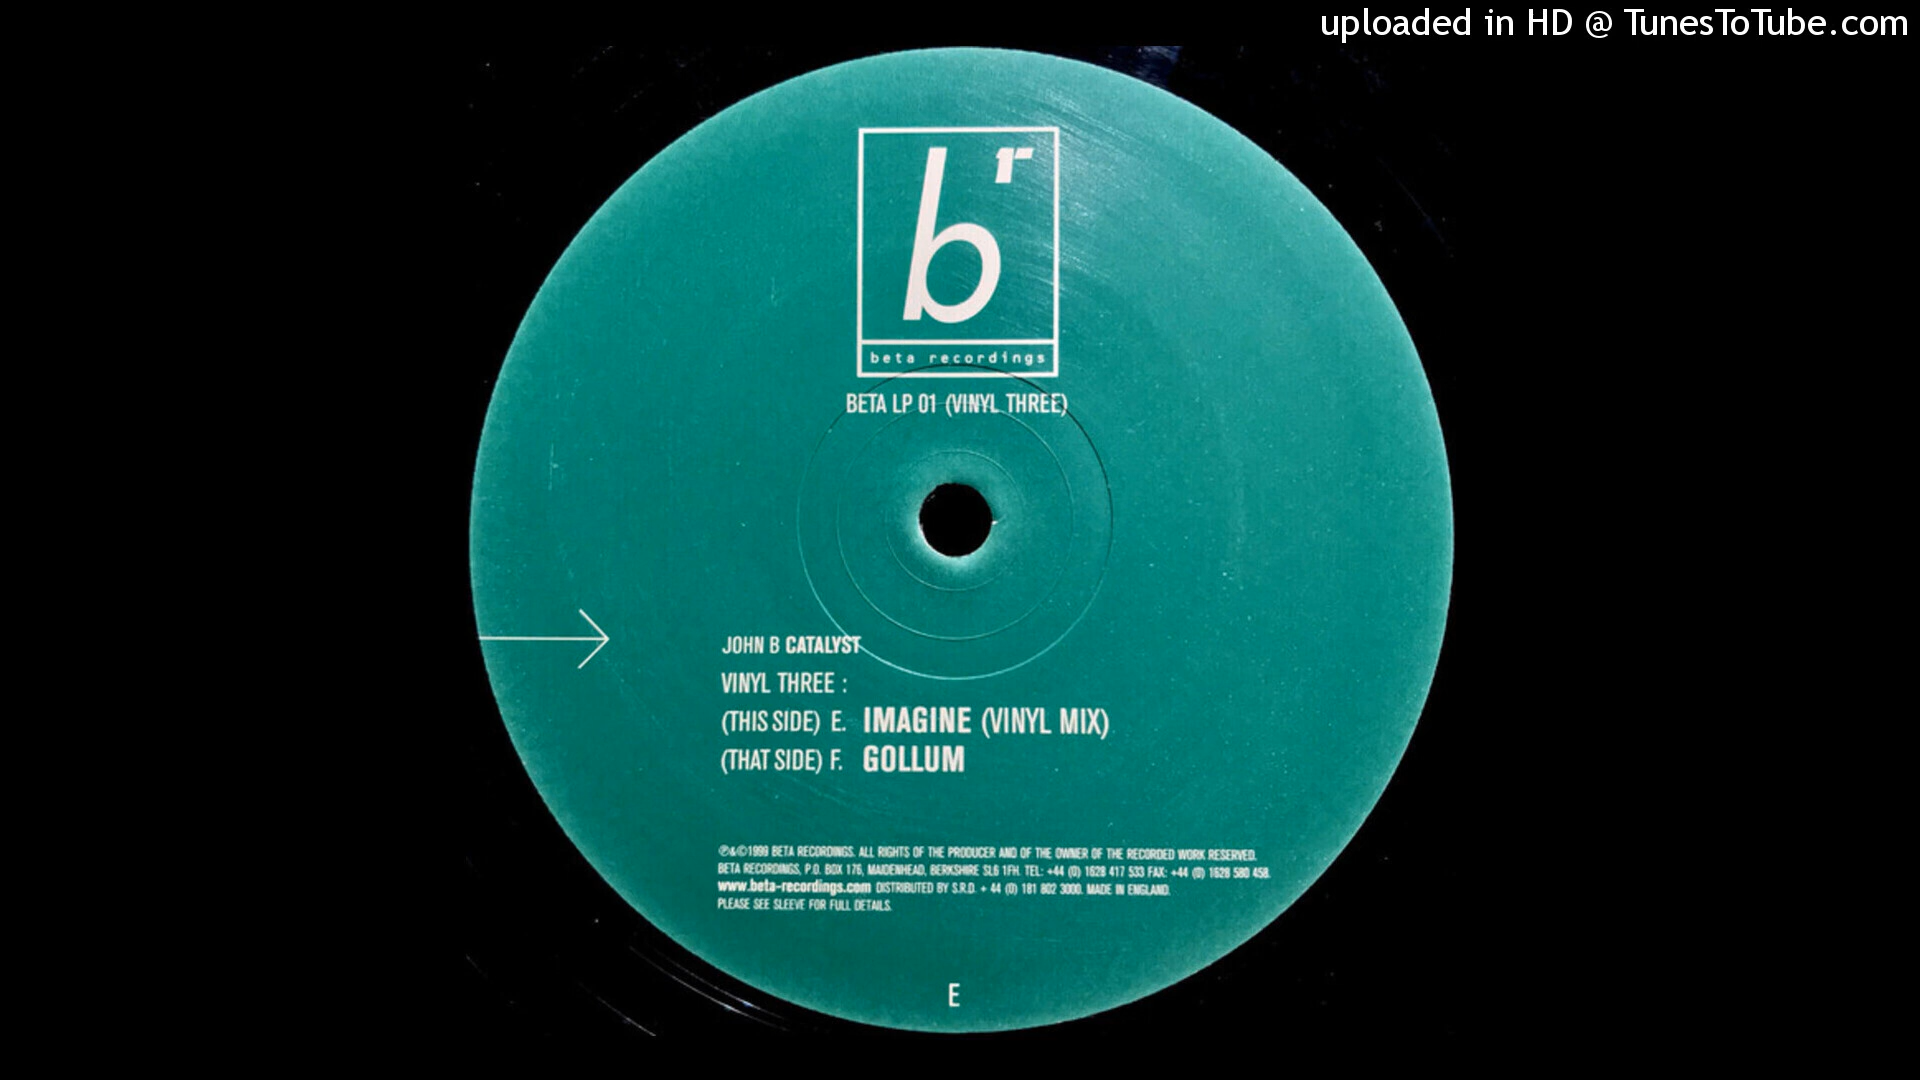 uploaded in HD @ TunesToTube.com
br
beta recordings
BETA LP 01 (VINYL THREE)
JOHN B CATALYST
VINYL THREE :
(THIS SIDE) E. IMAGINE (VINYL MIX)
(THAT SIDE) F. GOLLUM
℗&©1999 BETA RECORDINGS. ALL RIGHTS OF THE PRODUCER AND OF THE OWNER OF THE RECORDED WORK RESERVED.
BETA RECORDINGS, P.O. BOX 176, MAIDENHEAD, BERKSHIRE SL6 1FH. TEL: +44 (0) 1628 417 533 FAX: +44 (0) 1628 580 458.
www.beta-recordings.com DISTRIBUTED BY S.R.D. + 44 (0) 181 802 3000. MADE IN ENGLAND.
PLEASE SEE SLEEVE FOR FULL DETAILS.
E